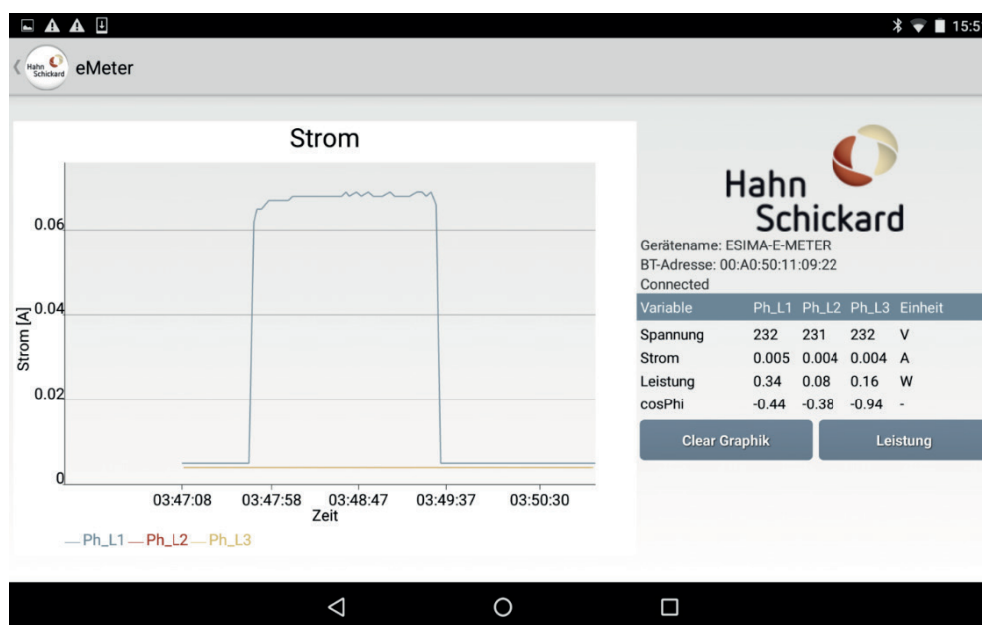 15:5
Hahn
Schickard
eMeter
Strom
0.06
0.04
0.02
0
Strom [A]
03:47:08 03:47:58 03:48:47 03:49:37 03:50:30
Zeit
Ph_L1 Ph_L2 Ph_L3
Hahn
Schickard
Gerätename: ESIMA-E-METER
BT-Adresse: 00:A0:50:11:09:22
Connected
Variable Ph_L1 Ph_L2 Ph_L3 Einheit
Spannung 232 231 232 V
Strom 0.005 0.004 0.004 A
Leistung 0.34 0.08 0.16 W
cosPhi -0.44 -0.38 -0.94 -
Clear Graphik Leistung